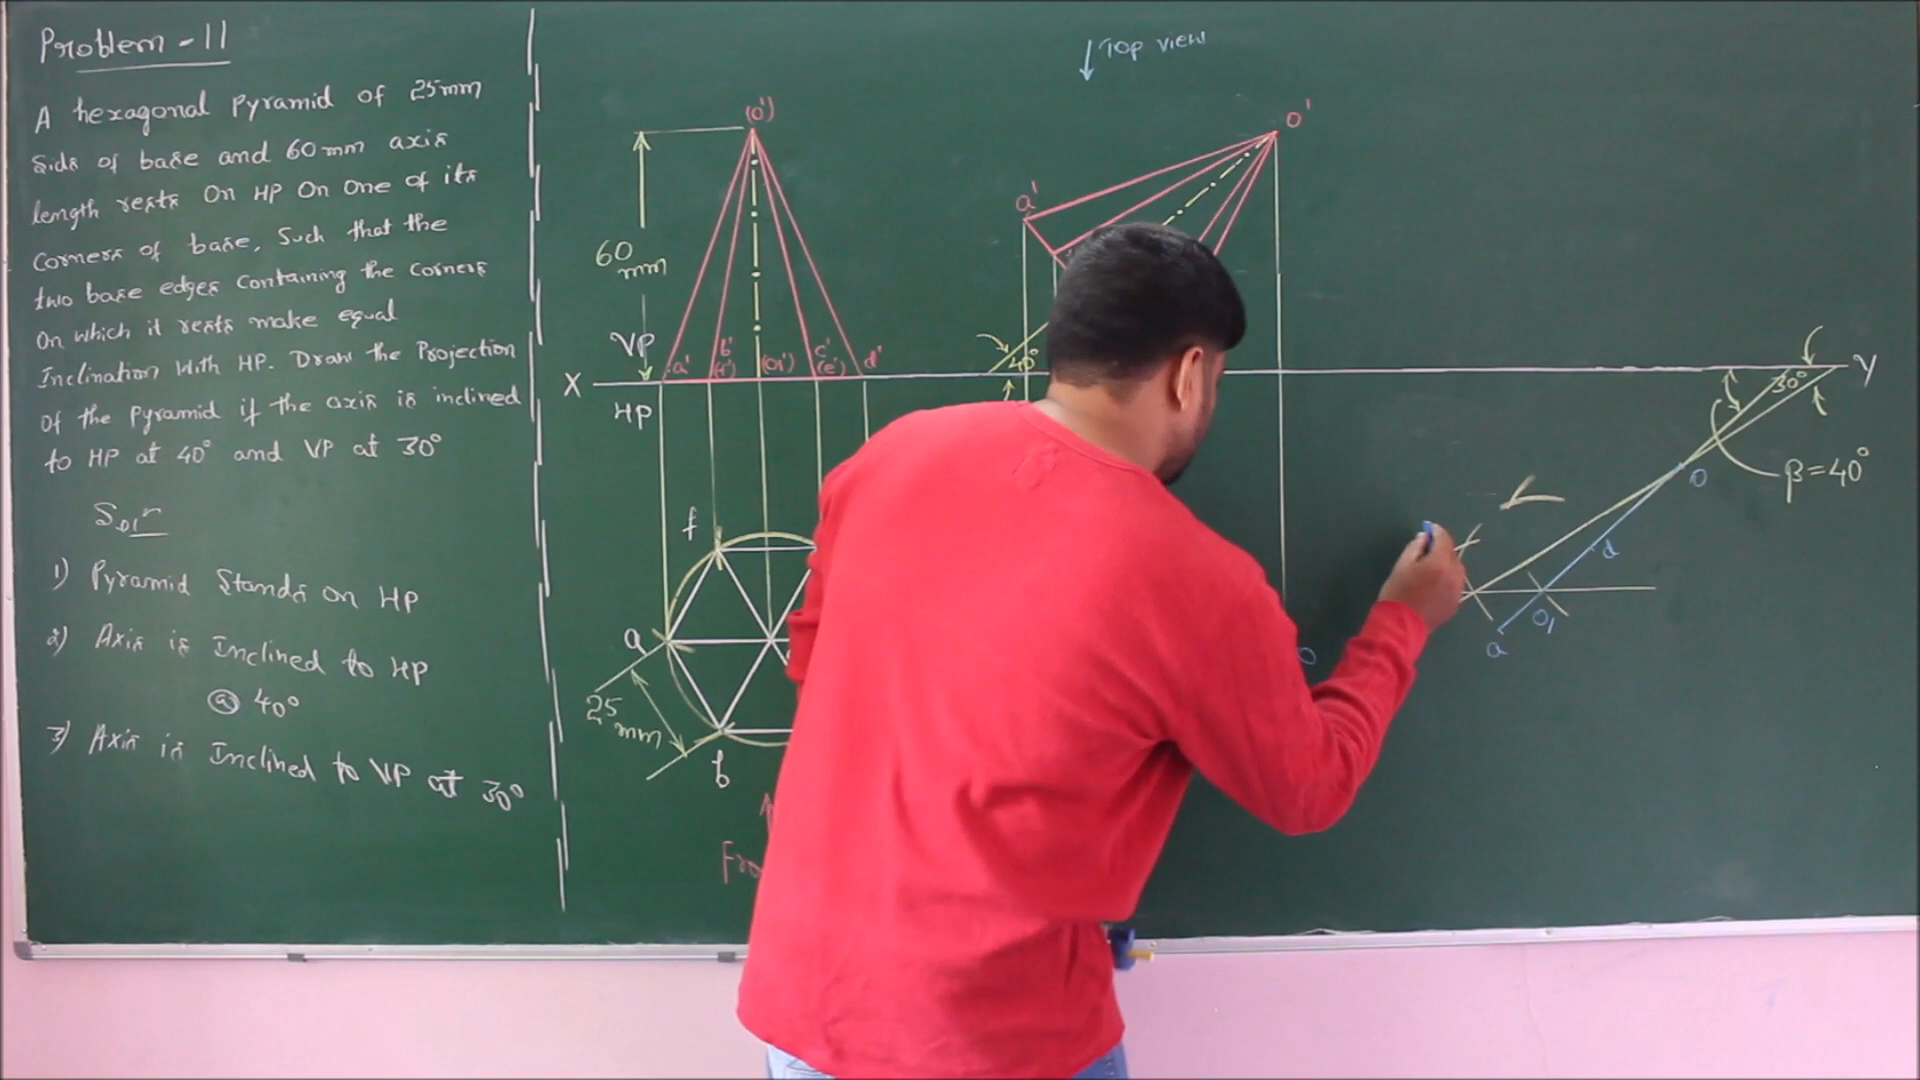 Problem - 11
A hexagonal Pyramid of 25mm
Side of base and 60mm axis
length rests On HP On One of its
Corners of base, Such that the
two base edges Containing the Corners
On which it rests make equal
Inclination With HP. Draw the Projection
Of the Pyramid if the axis is inclined
to HP at 40° and VP at 30°
Solⁿ
1) Pyramid Stands on HP
2) Axis is Inclined to HP
@ 40°
3) Axis is Inclined to VP at 30°
↓ Top view
(o')
60
mm
VP
X
HP
a'
b'
(f')
(o1')
c'
(e')
d'
f
a
b
25
mm
Fro
o'
a'
40°
o
Y
30°
β=40°
o
d
o1
a